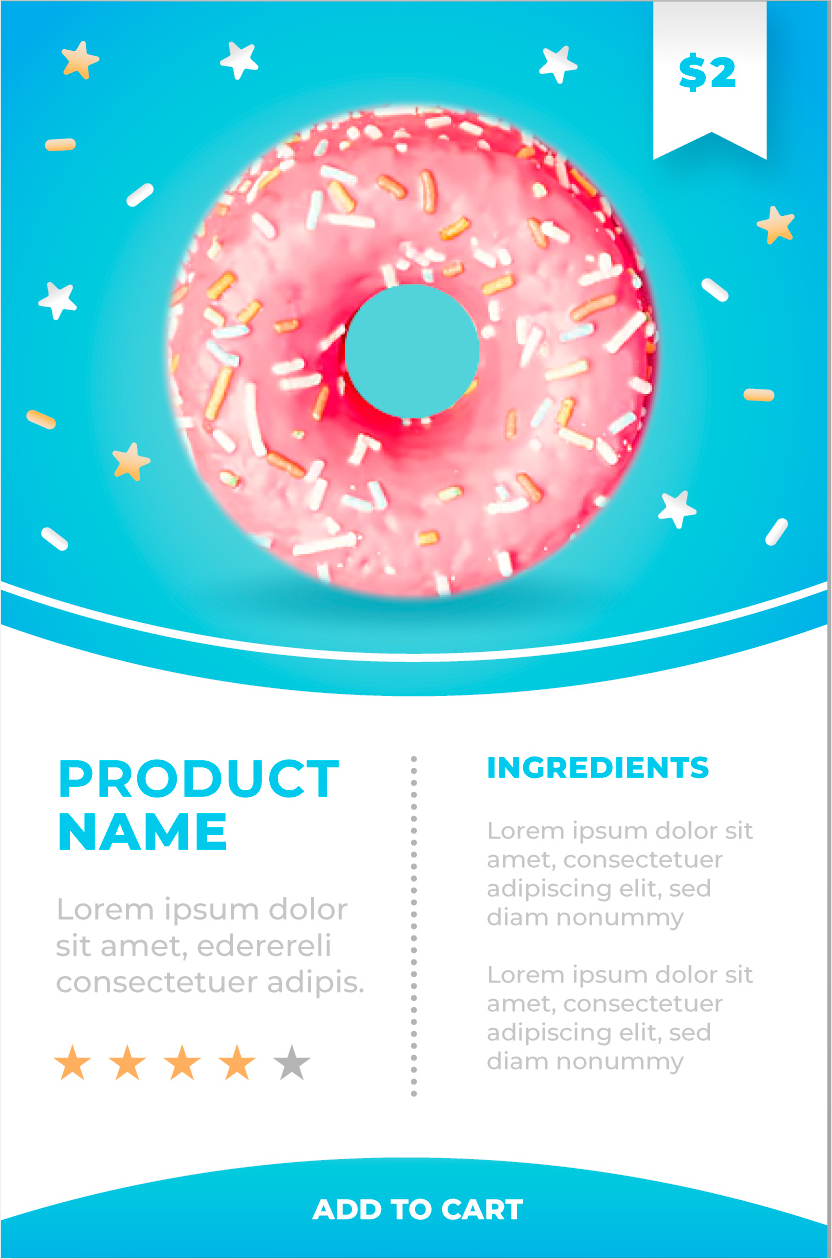 $2
PRODUCT
NAME
Lorem ipsum dolor
sit amet, ederereli
consectetuer adipis.
INGREDIENTS
Lorem ipsum dolor sit
amet, consectetuer
adipiscing elit, sed
diam nonummy
Lorem ipsum dolor sit
amet, consectetuer
adipiscing elit, sed
diam nonummy
ADD TO CART